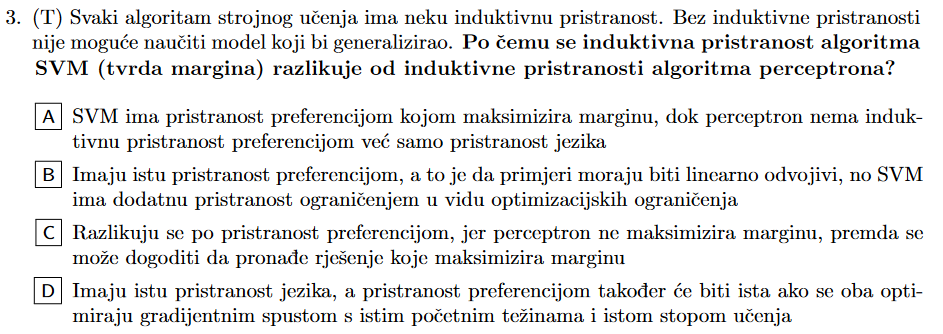 3. (T) Svaki algoritam strojnog učenja ima neku induktivnu pristranost. Bez induktivne pristranosti
nije moguće naučiti model koji bi generalizirao. Po čemu se induktivna pristranost algoritma
SVM (tvrda margina) razlikuje od induktivne pristranosti algoritma perceptrona?
A SVM ima pristranost preferencijom kojom maksimizira marginu, dok perceptron nema induk-
tivnu pristranost preferencijom već samo pristranost jezika
B Imaju istu pristranost preferencijom, a to je da primjeri moraju biti linearno odvojivi, no SVM
ima dodatnu pristranost ograničenjem u vidu optimizacijskih ograničenja
C Razlikuju se po pristranost preferencijom, jer perceptron ne maksimizira marginu, premda se
može dogoditi da pronađe rješenje koje maksimizira marginu
D Imaju istu pristranost jezika, a pristranost preferencijom također će biti ista ako se oba opti-
miraju gradijentnim spustom s istim početnim težinama i istom stopom učenja